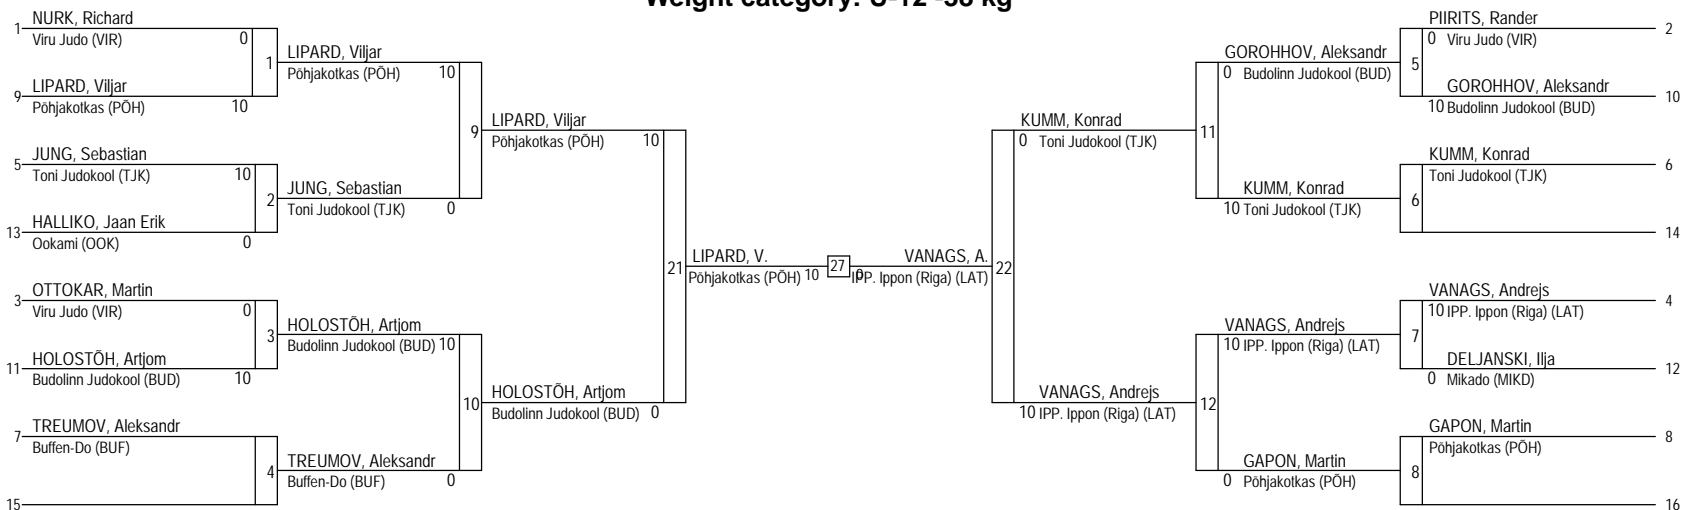 Weight category: U-12 -38 kg
1 NURK, Richard
Viru Judo (VIR) 0
1
9 LIPARD, Viljar
Põhjakotkas (PÕH) 10
LIPARD, Viljar
Põhjakotkas (PÕH) 10
5 JUNG, Sebastian
Toni Judokool (TJK) 10
2
13 HALLIKO, Jaan Erik
Ookami (OOK) 0
JUNG, Sebastian
Toni Judokool (TJK) 0
9
LIPARD, Viljar
Põhjakotkas (PÕH) 10
3 OTTOKAR, Martin
Viru Judo (VIR) 0
3
11 HOLOSTÕH, Artjom
Budolinn Judokool (BUD) 10
HOLOSTÕH, Artjom
Budolinn Judokool (BUD) 10
7 TREUMOV, Aleksandr
Buffen-Do (BUF)
4
15
TREUMOV, Aleksandr
Buffen-Do (BUF) 0
10
HOLOSTÕH, Artjom
Budolinn Judokool (BUD) 0
21
LIPARD, V.
Põhjakotkas (PÕH) 10
27
VANAGS, A.
0 IPP. Ippon (Riga) (LAT)
22
KUMM, Konrad
0 Toni Judokool (TJK)
11
GOROHHOV, Aleksandr
0 Budolinn Judokool (BUD)
5
PIIRITS, Rander 2
0 Viru Judo (VIR)
GOROHHOV, Aleksandr 10
10 Budolinn Judokool (BUD)
KUMM, Konrad
10 Toni Judokool (TJK)
6
KUMM, Konrad 6
Toni Judokool (TJK)
14
VANAGS, Andrejs
10 IPP. Ippon (Riga) (LAT)
12
VANAGS, Andrejs
10 IPP. Ippon (Riga) (LAT)
7
VANAGS, Andrejs 4
10 IPP. Ippon (Riga) (LAT)
DELJANSKI, Ilja 12
0 Mikado (MIKD)
GAPON, Martin
0 Põhjakotkas (PÕH)
8
GAPON, Martin 8
Põhjakotkas (PÕH)
16